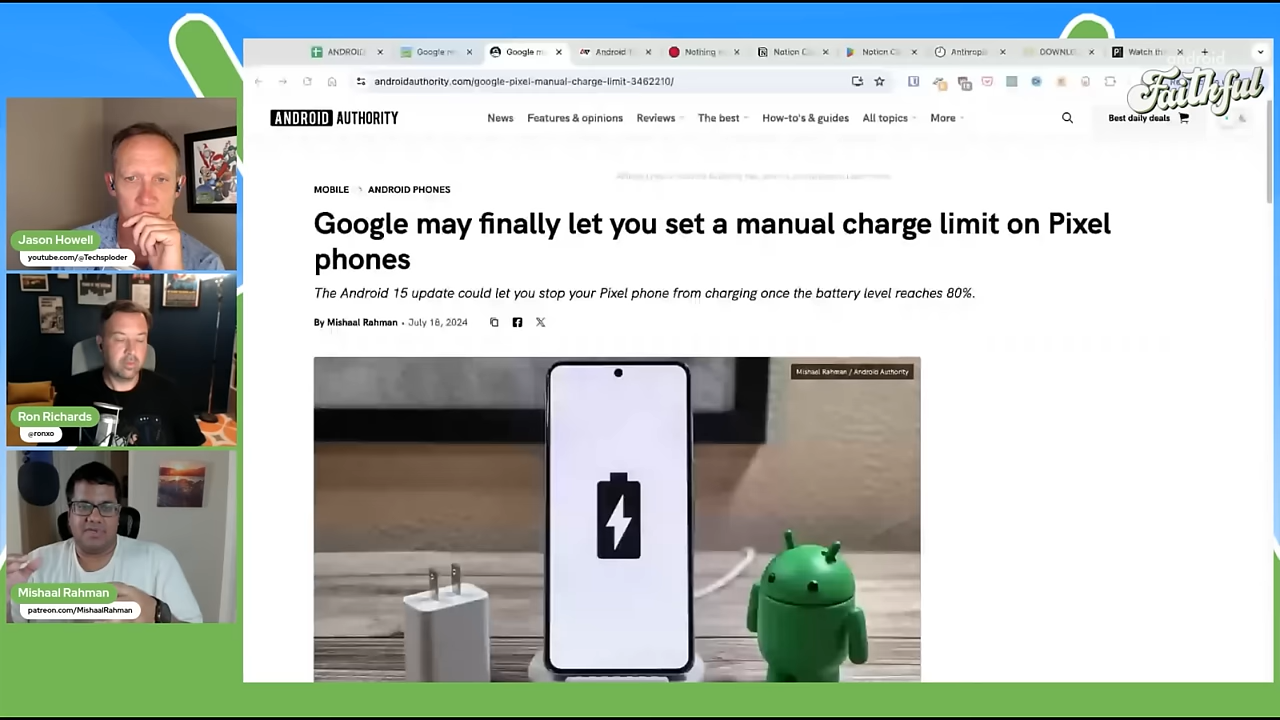 ANDROI
Google m
Google m
Android
Nothing
Notion Ca
Notion C
Anthrop
DOWNL
Watch th
androidauthority.com/google-pixel-manual-charge-limit-3462210/
android
Faithful
ANDROID AUTHORITY
News
Features & opinions
Reviews
The best
How-to's & guides
All topics
More
Best daily deals
MOBILE
ANDROID PHONES
Google may finally let you set a manual charge limit on Pixel
phones
The Android 15 update could let you stop your Pixel phone from charging once the battery level reaches 80%.
By Mishaal Rahman • July 18, 2024
Mishaal Rahman / Android Authority
Jason Howell
youtube.com/@Techsploder
Ron Richards
@ronxo
Mishaal Rahman
patreon.com/MishaalRahman